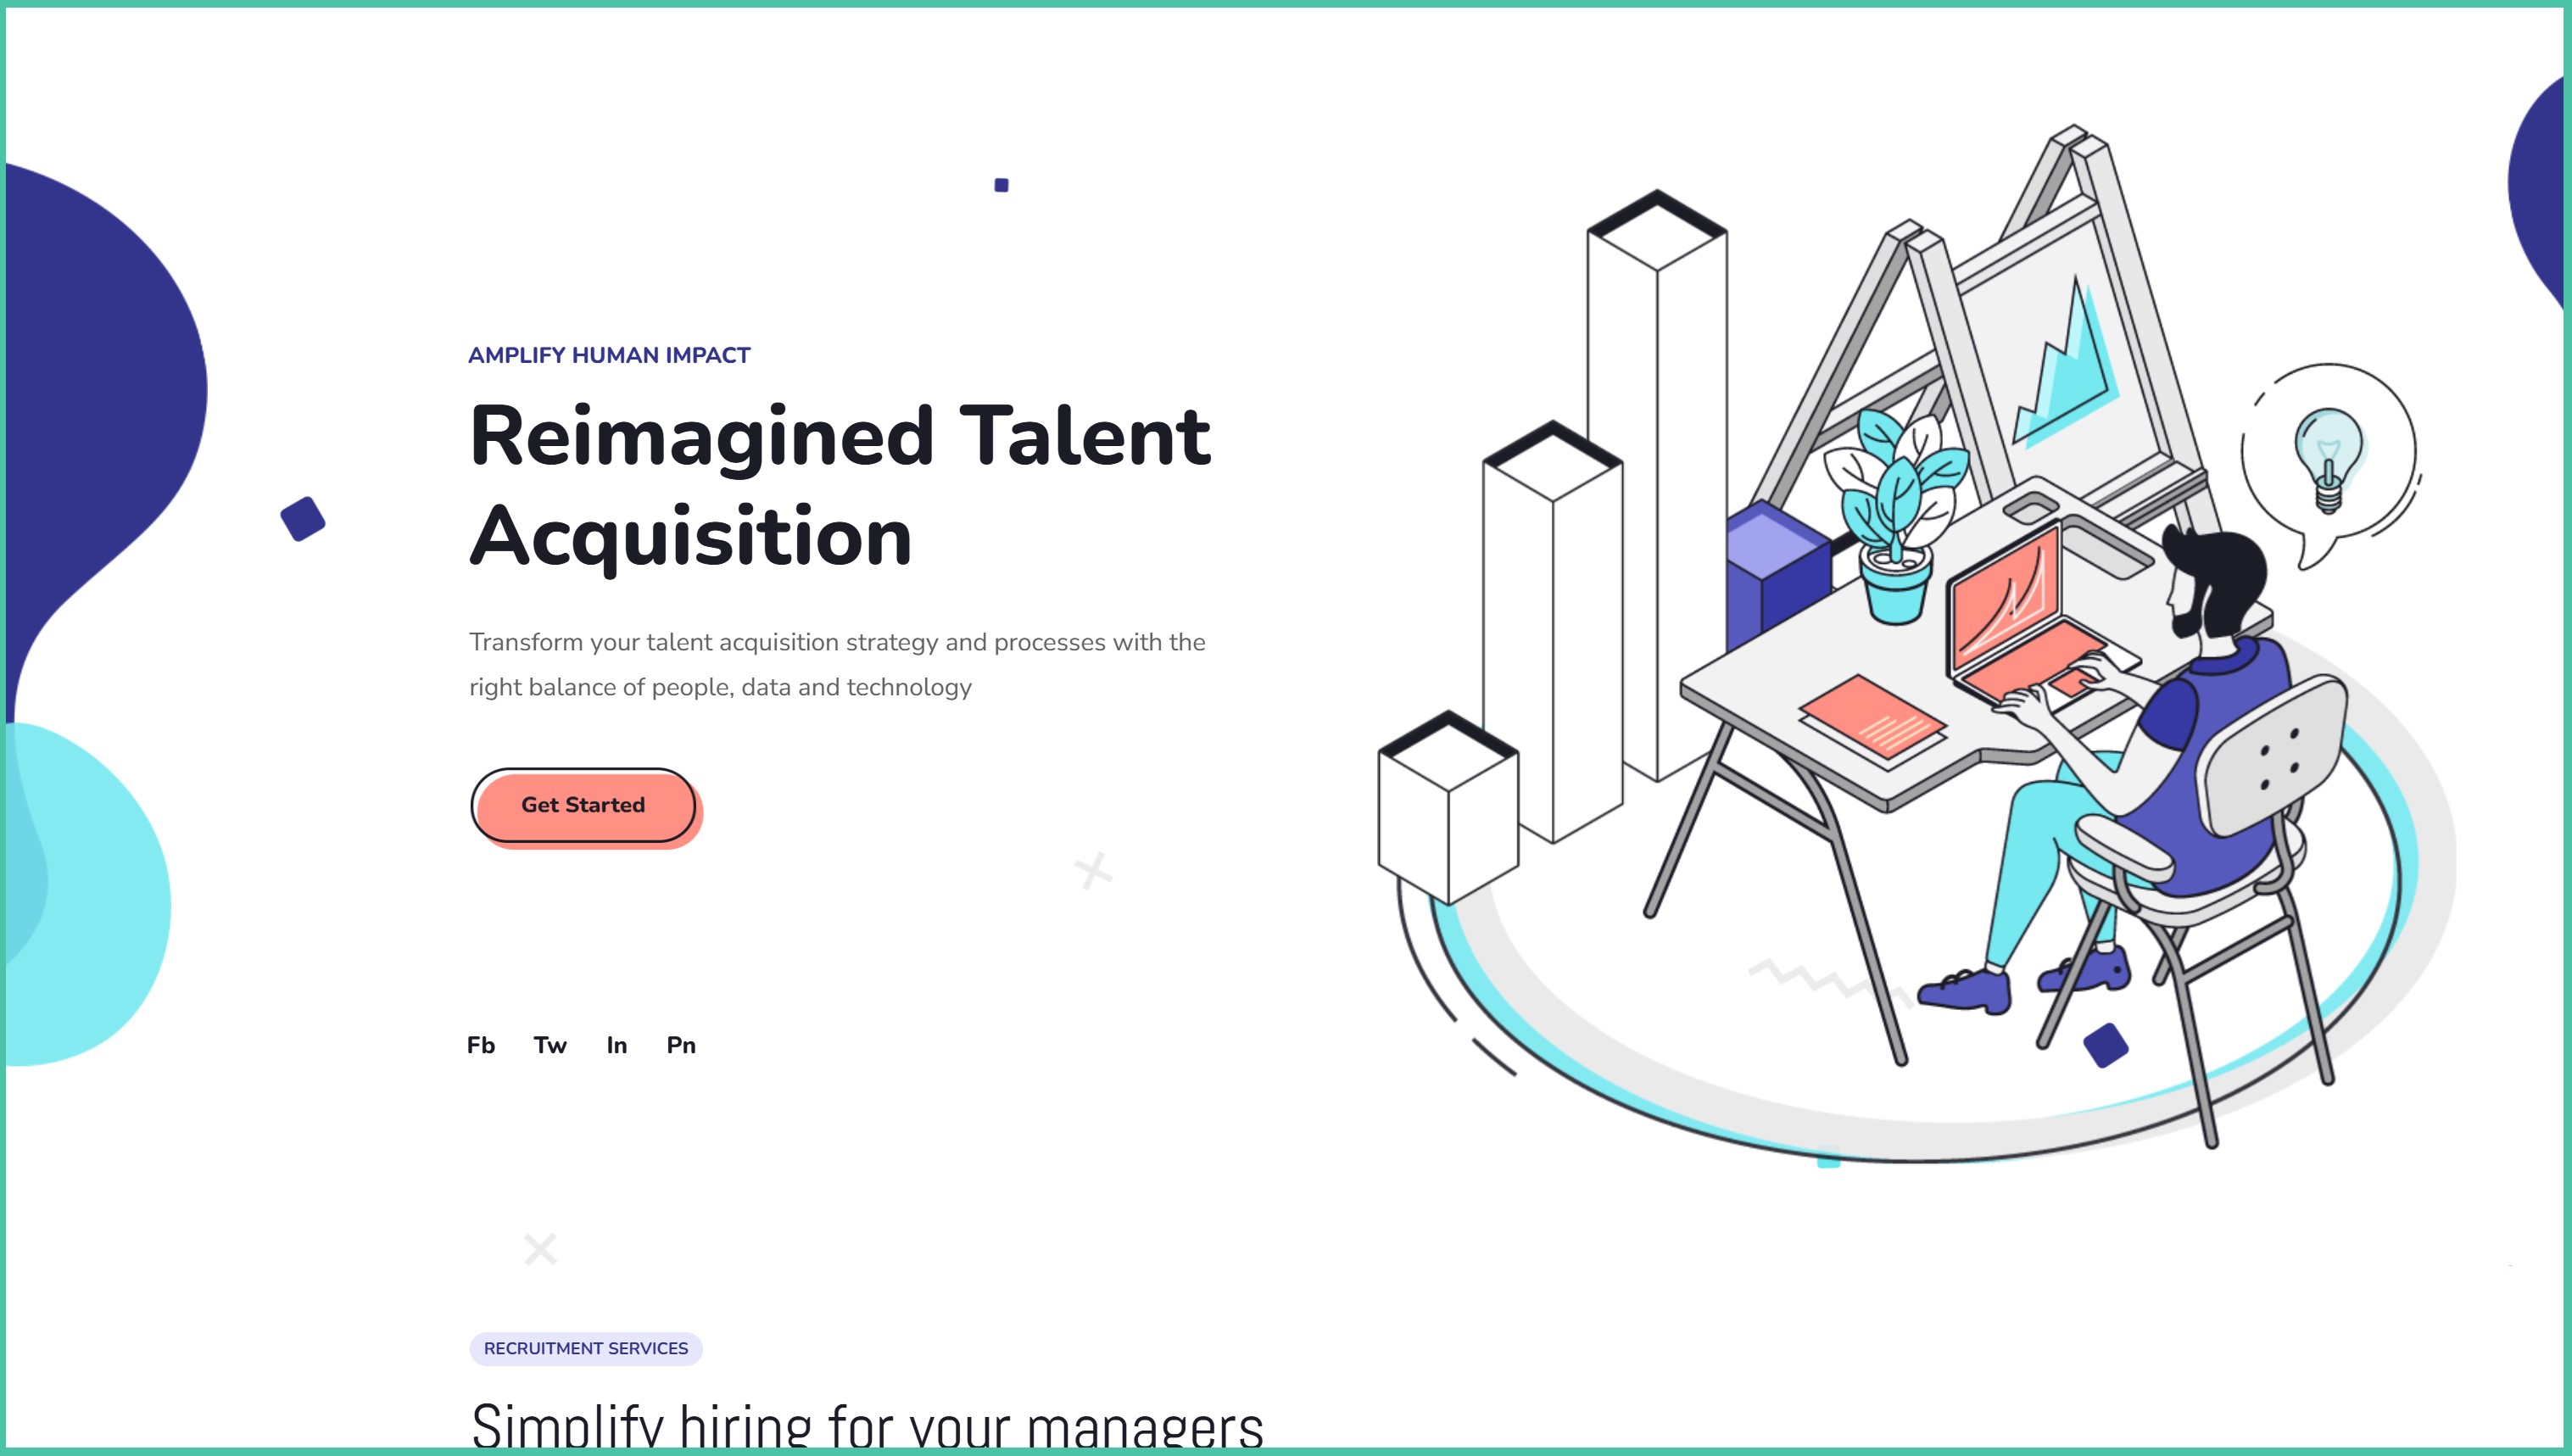 AMPLIFY HUMAN IMPACT
Reimagined Talent
Acquisition
Transform your talent acquisition strategy and processes with the
right balance of people, data and technology
Get Started
Fb Tw In Pn
RECRUITMENT SERVICES
Simplify hiring for your managers